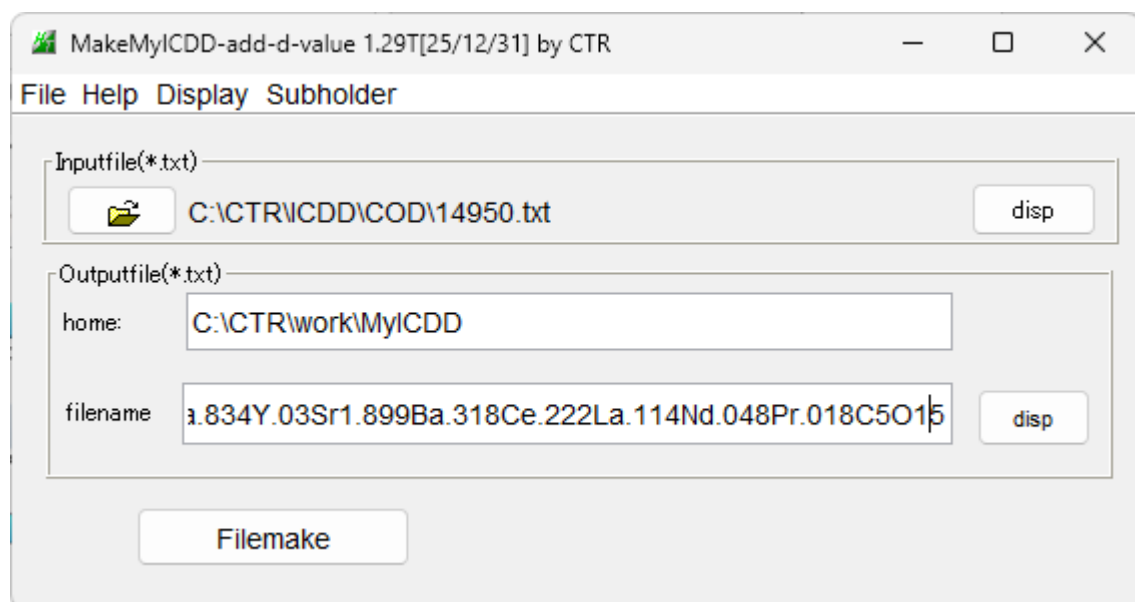 MakeMyICDD-add-d-value 1.29T[25/12/31] by CTR
File Help Display Subholder
Inputfile(*.txt)
C:\CTR\ICDD\COD\14950.txt
disp
Outputfile(*.txt)
home:
C:\CTR\work\MyICDD
filename
a.834Y.03Sr1.899Ba.318Ce.222La.114Nd.048Pr.018C5O15
disp
Filemake